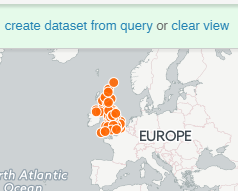 create dataset from query or clear view
EUROPE
rth Atlantic
Ocean